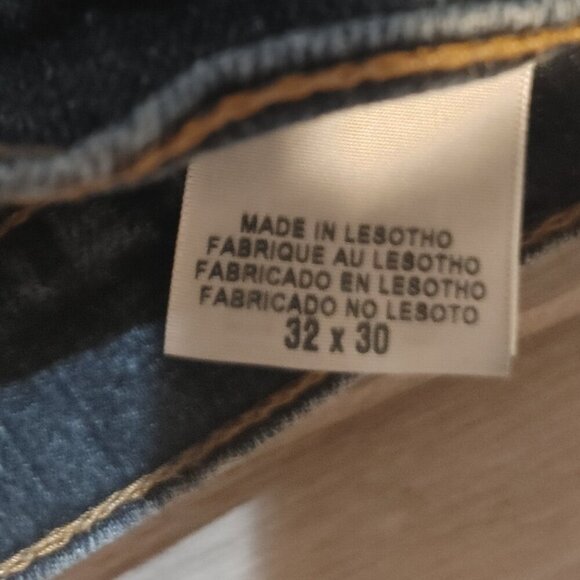 MADE IN LESOTHO
FABRIQUE AU LESOTHO
FABRICADO EN LESOTHO
FABRICADO NO LESOTO
32 x 30